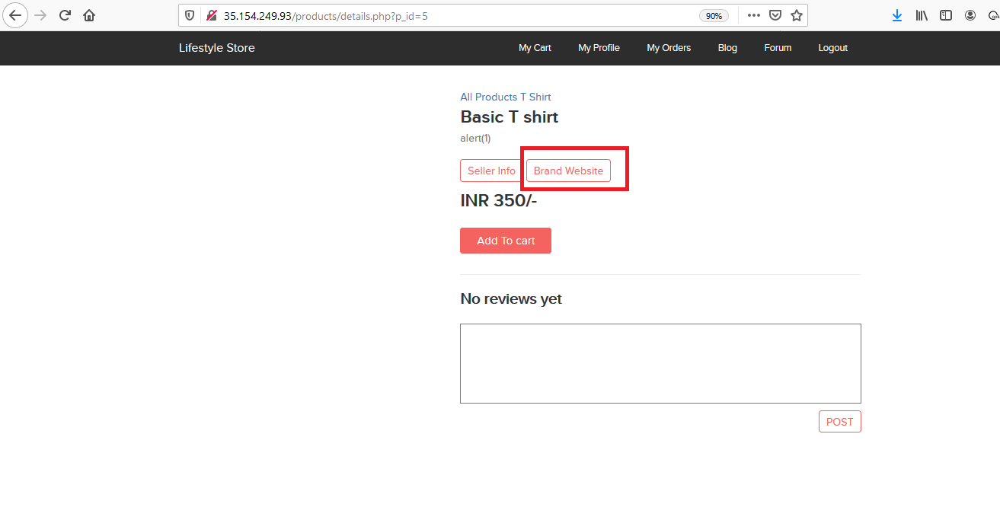 35.154.249.93/products/details.php?p_id=5 90%
Lifestyle Store My Cart My Profile My Orders Blog Forum Logout
All Products T Shirt
Basic T shirt
alert(1)
Seller Info Brand Website
INR 350/-
Add To cart
No reviews yet
POST